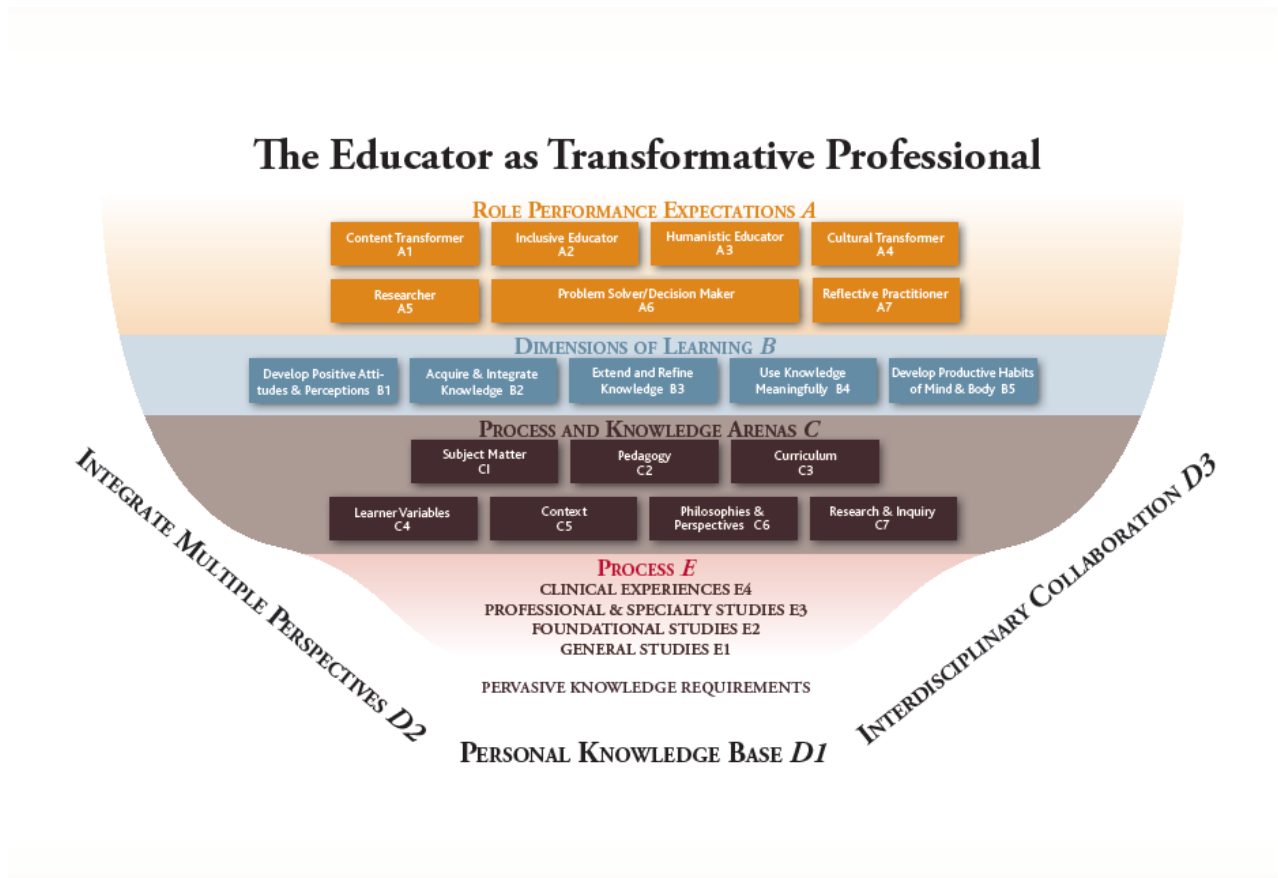 The Educator as Transformative Professional
ROLE PERFORMANCE EXPECTATIONS A
Content Transformer
A1
Inclusive Educator
A2
Humanistic Educator
A3
Cultural Transformer
A4
Researcher
A5
Problem Solver/Decision Maker
A6
Reflective Practitioner
A7
DIMENSIONS OF LEARNING B
Develop Positive Atti-
tudes & Perceptions B1
Acquire & Integrate
Knowledge B2
Extend and Refine
Knowledge B3
Use Knowledge
Meaningfully B4
Develop Productive Habits
of Mind & Body B5
PROCESS AND KNOWLEDGE ARENAS C
Subject Matter
C1
Pedagogy
C2
Curriculum
C3
Learner Variables
C4
Context
C5
Philosophies &
Perspectives C6
Research & Inquiry
C7
PROCESS E
CLINICAL EXPERIENCES E4
PROFESSIONAL & SPECIALTY STUDIES E3
FOUNDATIONAL STUDIES E2
GENERAL STUDIES E1
PERVASIVE KNOWLEDGE REQUIREMENTS
INTEGRATE MULTIPLE PERSPECTIVES D2
PERSONAL KNOWLEDGE BASE D1
INTERDISCIPLINARY COLLABORATION D3